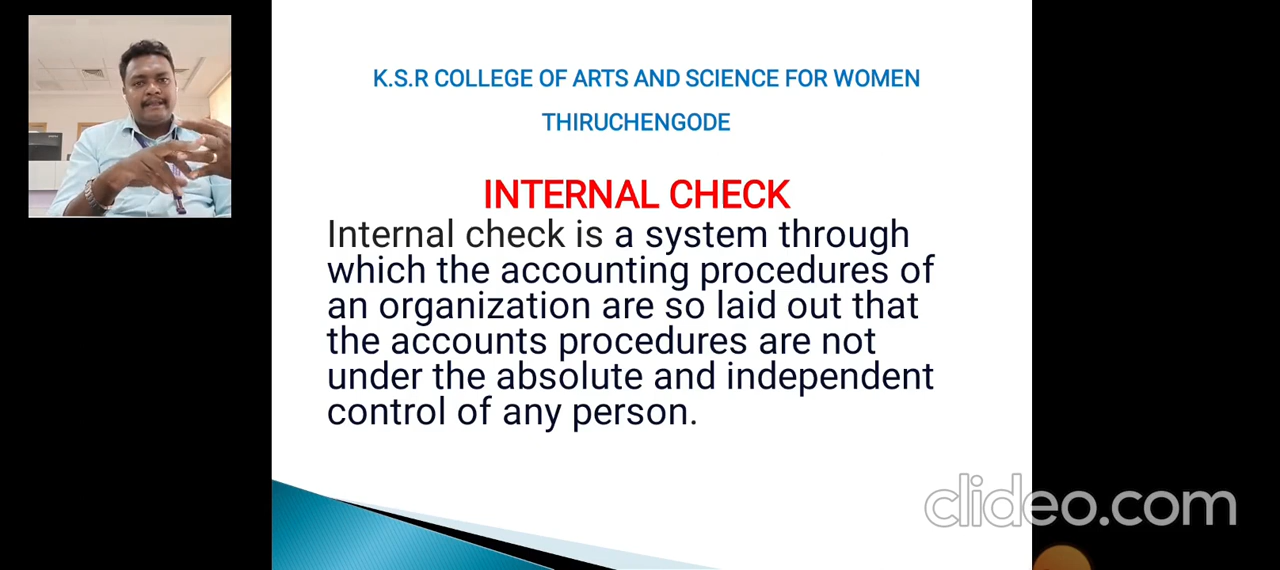 K.S.R COLLEGE OF ARTS AND SCIENCE FOR WOMEN
THIRUCHENGODE
INTERNAL CHECK
Internal check is a system through
which the accounting procedures of
an organization are so laid out that
the accounts procedures are not
under the absolute and independent
control of any person.
clideo.com